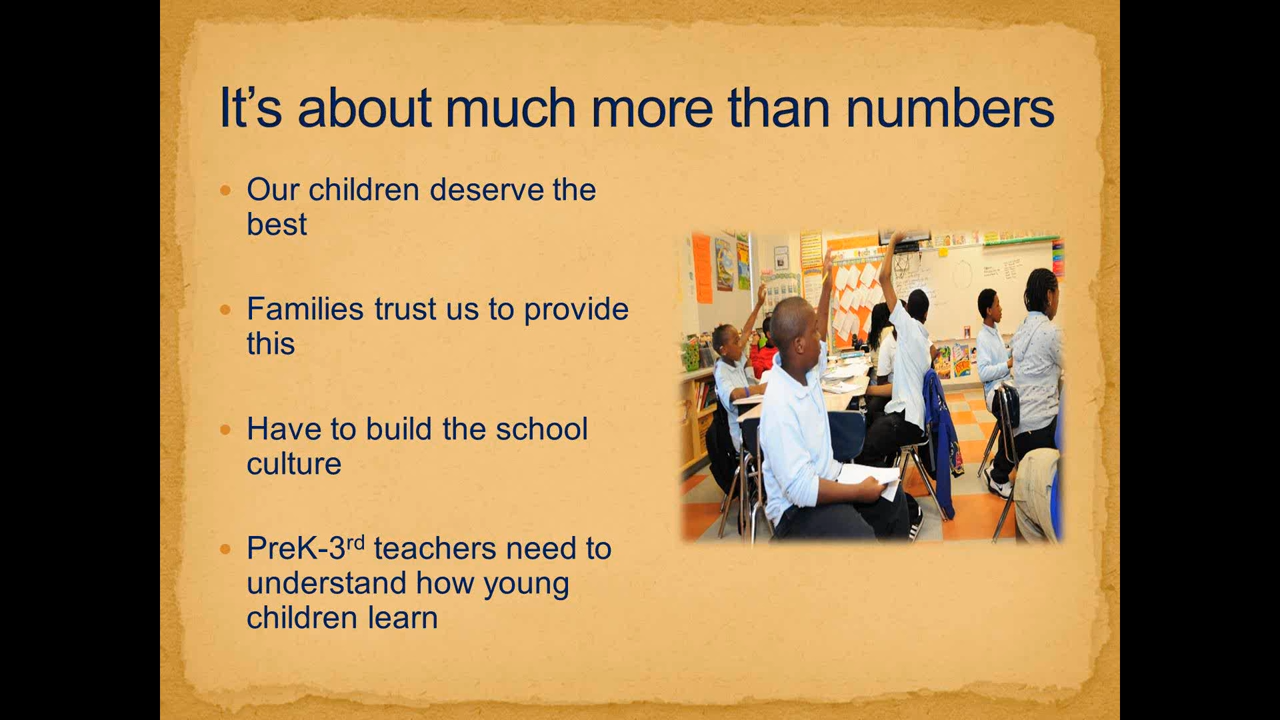 It’s about much more than numbers
Our children deserve the
best
Families trust us to provide
this
Have to build the school
culture
PreK-3rd teachers need to
understand how young
children learn